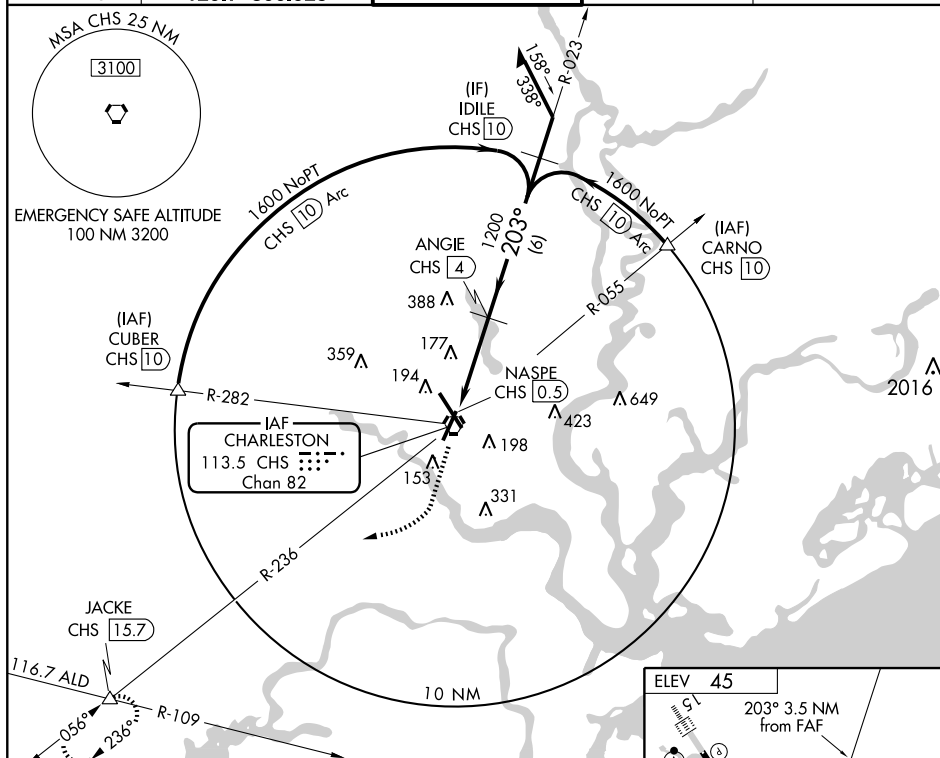 MSA CHS 25 NM
3100
EMERGENCY SAFE ALTITUDE
100 NM 3200
158°
338°
R-023
(IF)
IDILE
CHS 10
1600 NoPT
CHS 10 Arc
1600 NoPT
CHS 10 Arc
(IAF)
CARNO
CHS 10
1200
203°
(6)
ANGIE
CHS 4
R-055
388
(IAF)
CUBER
CHS 10
359
177
194
NASPE
CHS 0.5
649
423
2016
R-282
IAF
CHARLESTON
113.5 CHS
Chan 82
198
153
331
R-236
JACKE
CHS 15.7
116.7 ALD
R-109
056°
236°
10 NM
ELEV 45
15
203° 3.5 NM
from FAF
P